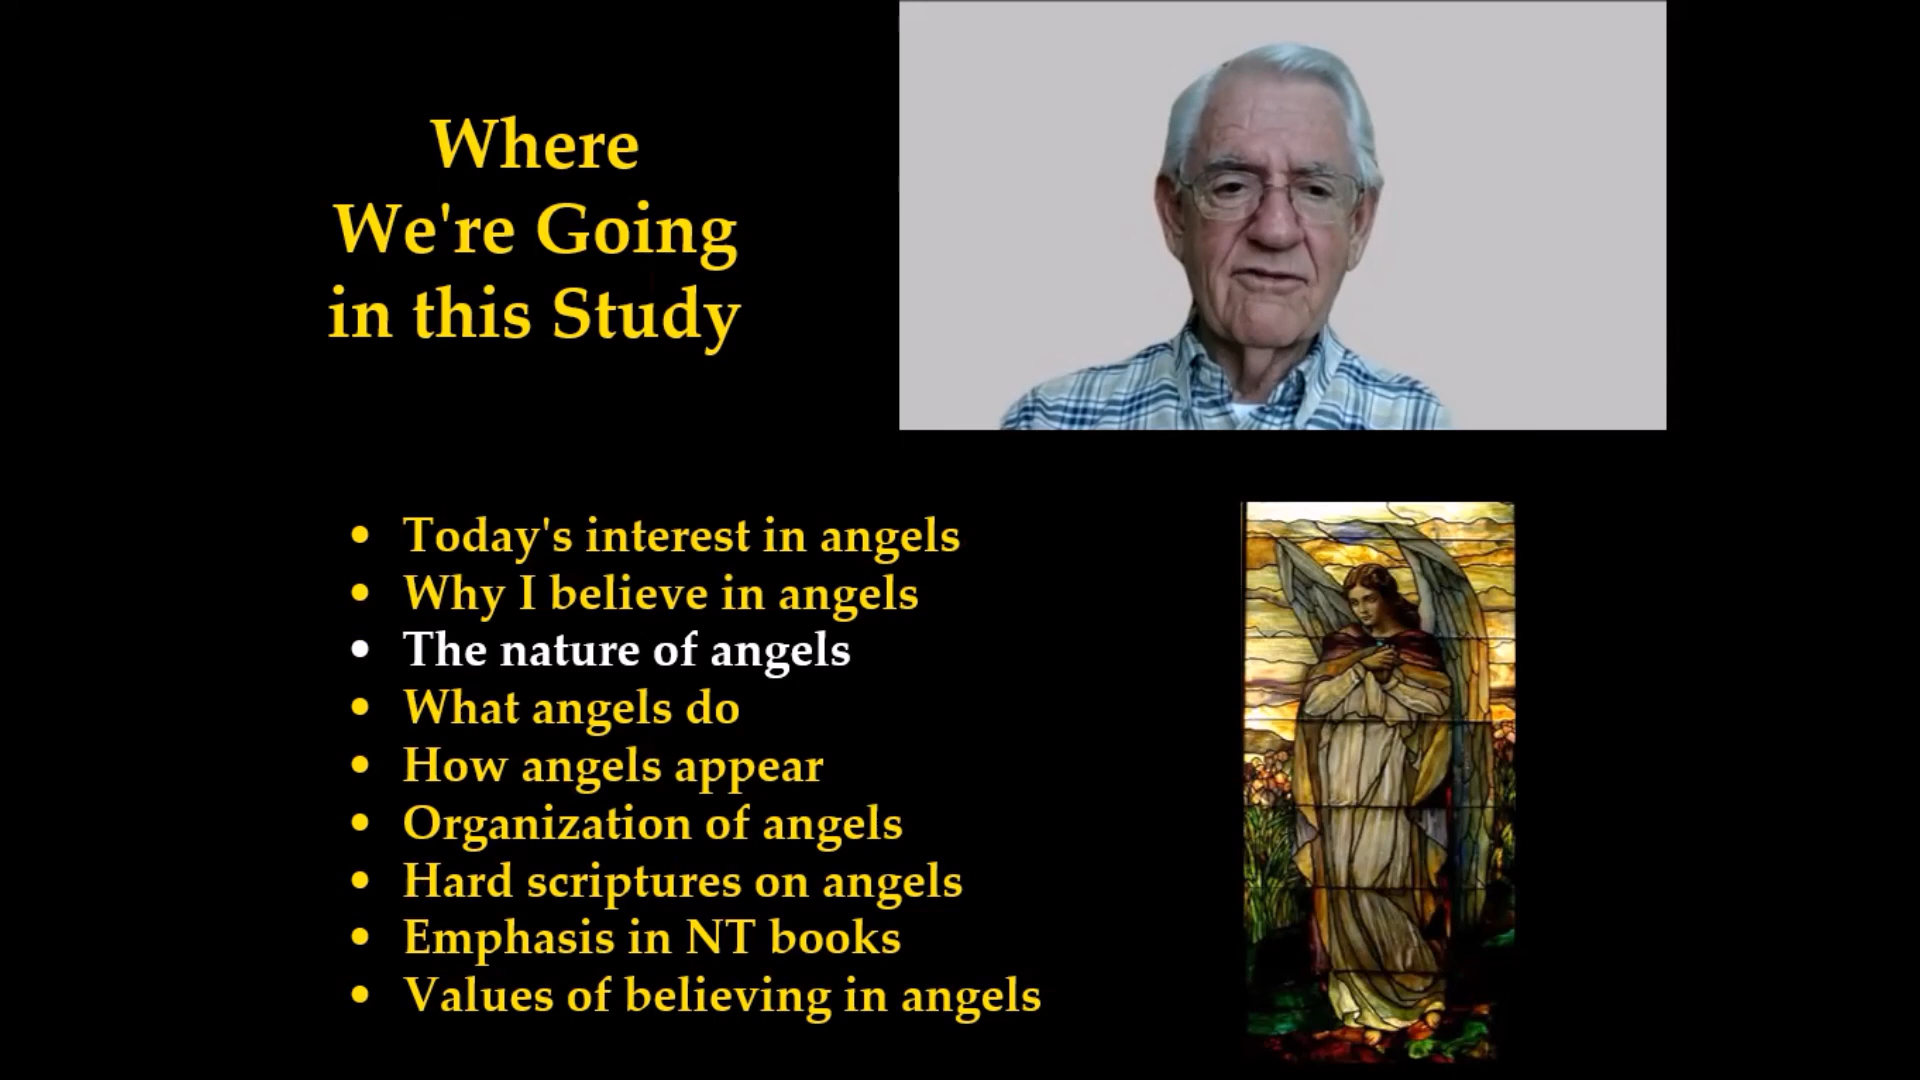 Where
We're Going
in this Study
• Today's interest in angels
• Why I believe in angels
• The nature of angels
• What angels do
• How angels appear
• Organization of angels
• Hard scriptures on angels
• Emphasis in NT books
• Values of believing in angels